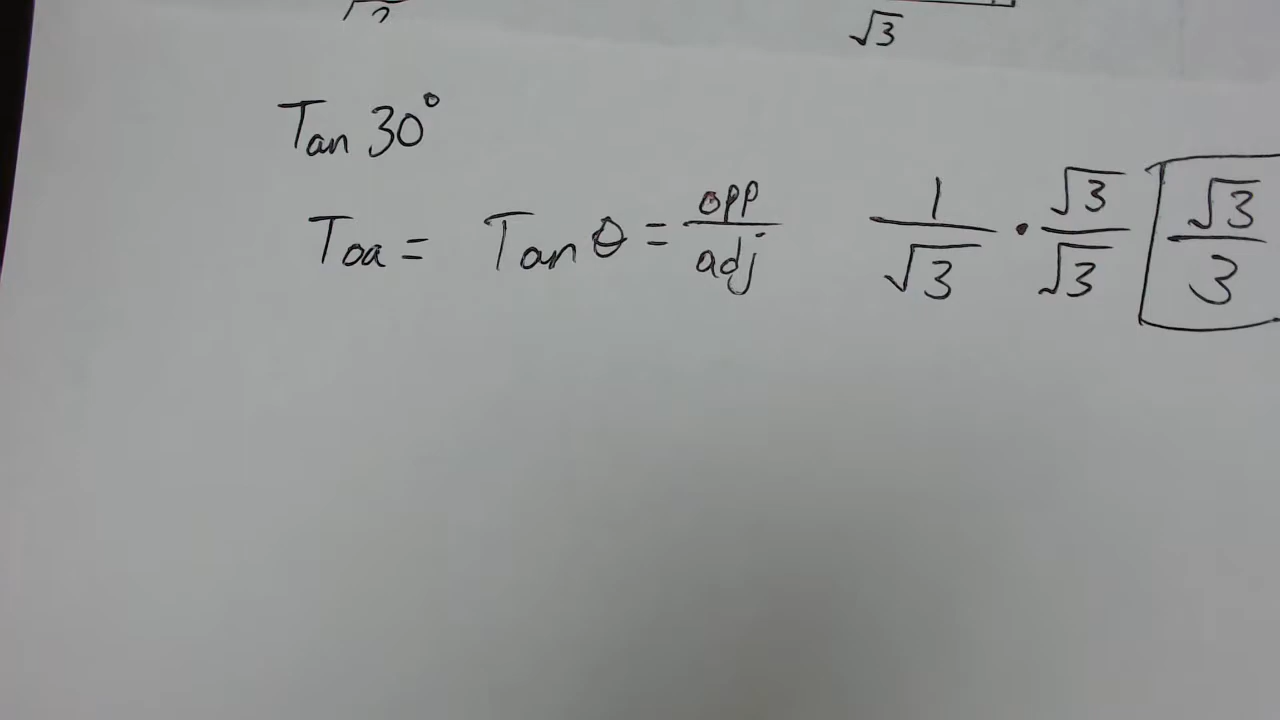 √3
Tan 30°
Toa = Tan θ = opp/adj 1/√3 · √3/√3 √3/3